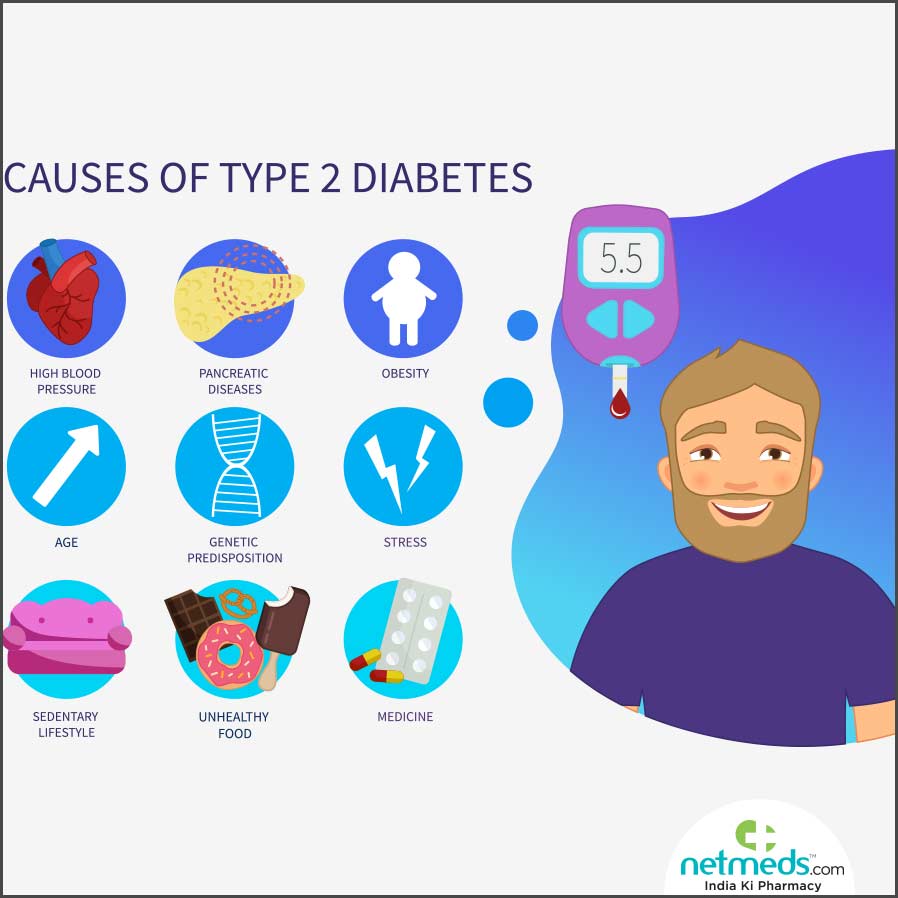 CAUSES OF TYPE 2 DIABETES
5.5
HIGH BLOOD
PRESSURE
PANCREATIC
DISEASES
OBESITY
AGE
GENETIC
PREDISPOSITION
STRESS
SEDENTARY
LIFESTYLE
UNHEALTHY
FOOD
MEDICINE
netmeds™.com
India Ki Pharmacy